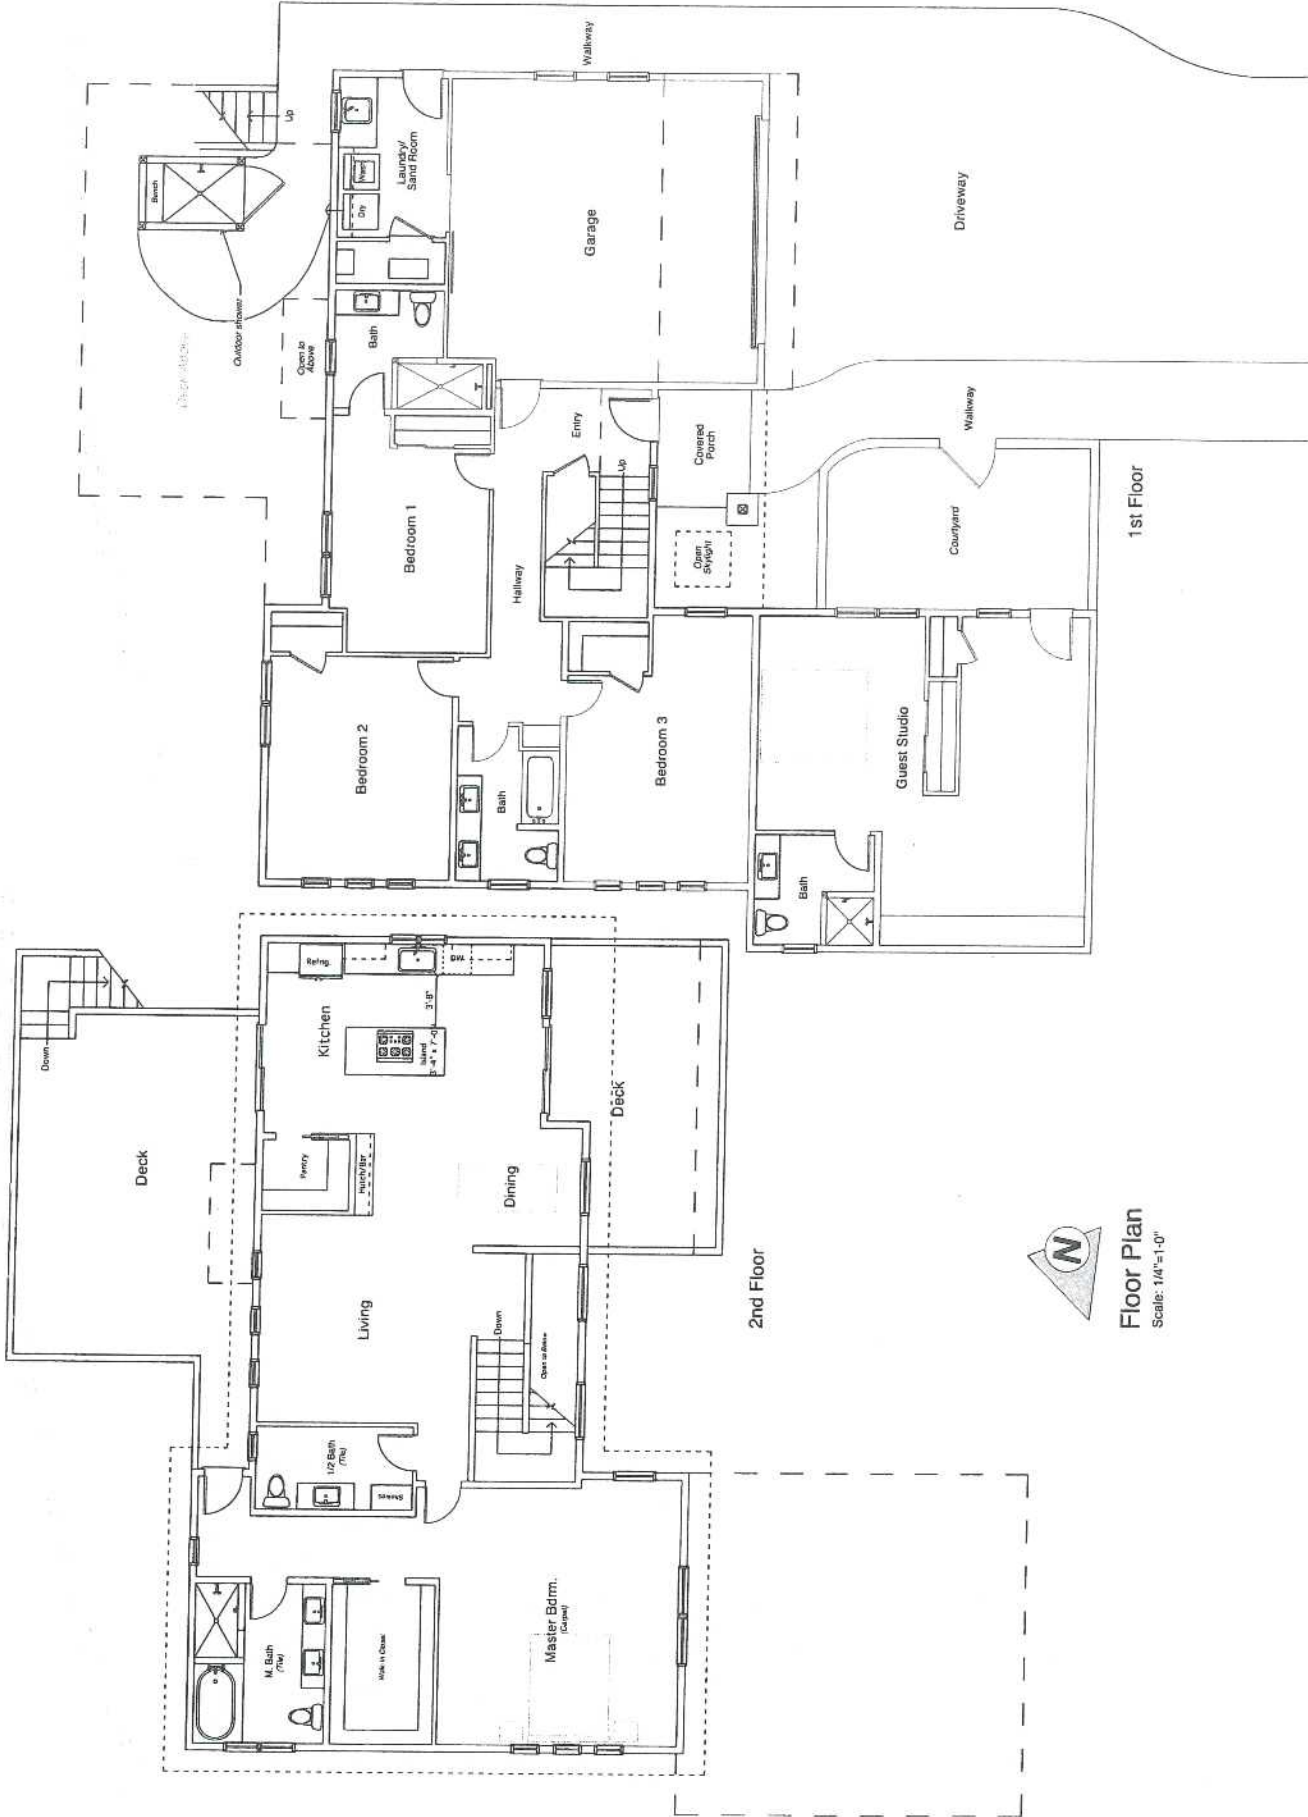 Up
Bench
Outdoor shower
Open to
Above
Wash
Dry
Laundry/
Sand Room
Walkway
Garage
Driveway
Bath
Bedroom 1
Entry
Up
Covered
Porch
Walkway
Hallway
Open
Skylight
Courtyard
1st Floor
Bedroom 2
Bath
Bedroom 3
Guest Studio
Bath
Down
Deck
Refrig.
DW.
Kitchen
3'-8"
Island
3'-4" x 7'-0"
Pantry
Hutch/Bar
Dining
Deck
Living
Down
Open to Below
2nd Floor
1/2 Bath
(Tile)
Shelves
M. Bath
(Tile)
Walk in Closet
Master Bdrm.
(Carpet)
N
Floor Plan
Scale: 1/4"=1-0"